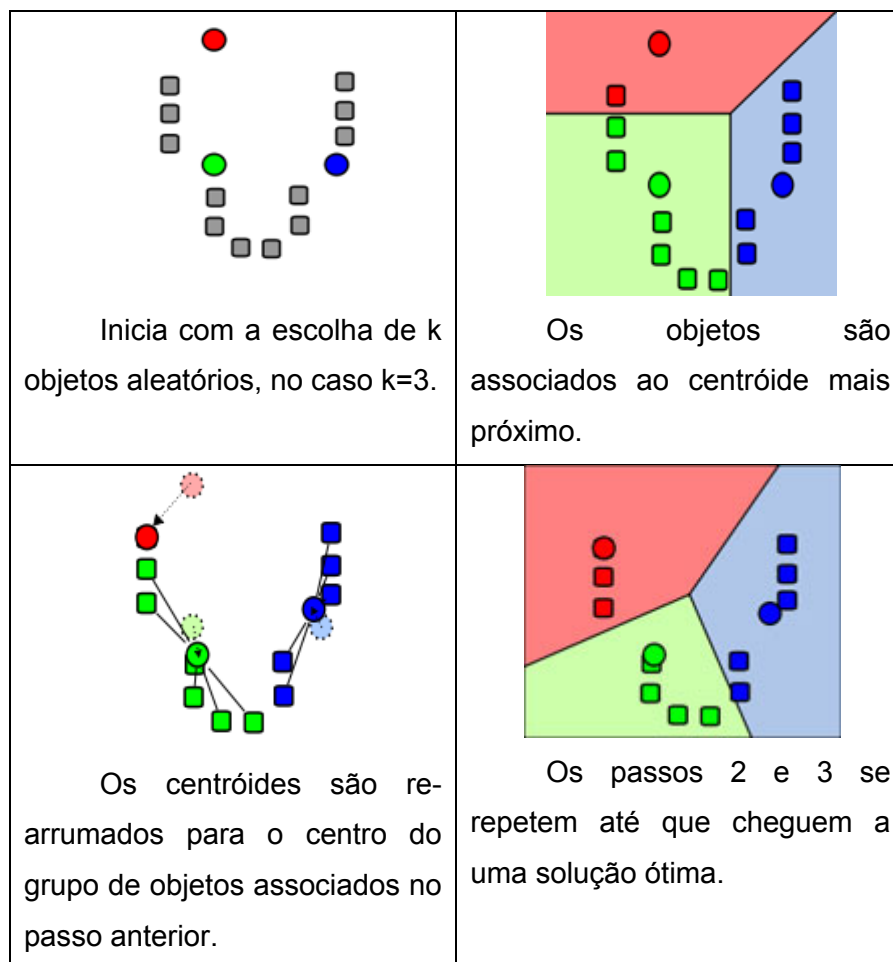 Inicia com a escolha de k
objetos aleatórios, no caso k=3.
Os objetos são
associados ao centróide mais
próximo.
Os centróides são re-
arrumados para o centro do
grupo de objetos associados no
passo anterior.
Os passos 2 e 3 se
repetem até que cheguem a
uma solução ótima.